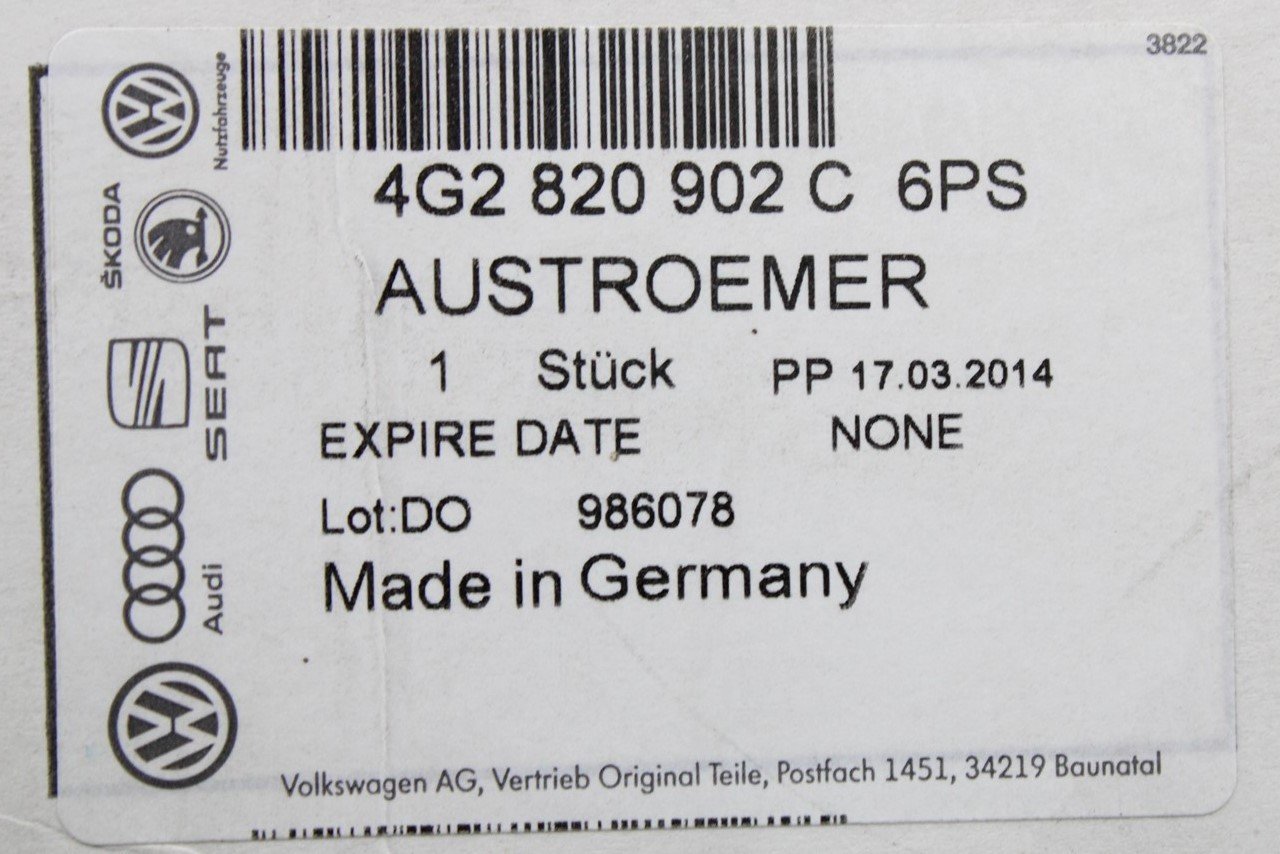 3822
Nutzfahrzeuge
ŠKODA
SEAT
Audi
4G2 820 902 C 6PS
AUSTROEMER
1 Stück PP 17.03.2014
EXPIRE DATE NONE
Lot:DO 986078
Made in Germany
Volkswagen AG, Vertrieb Original Teile, Postfach 1451, 34219 Baunatal